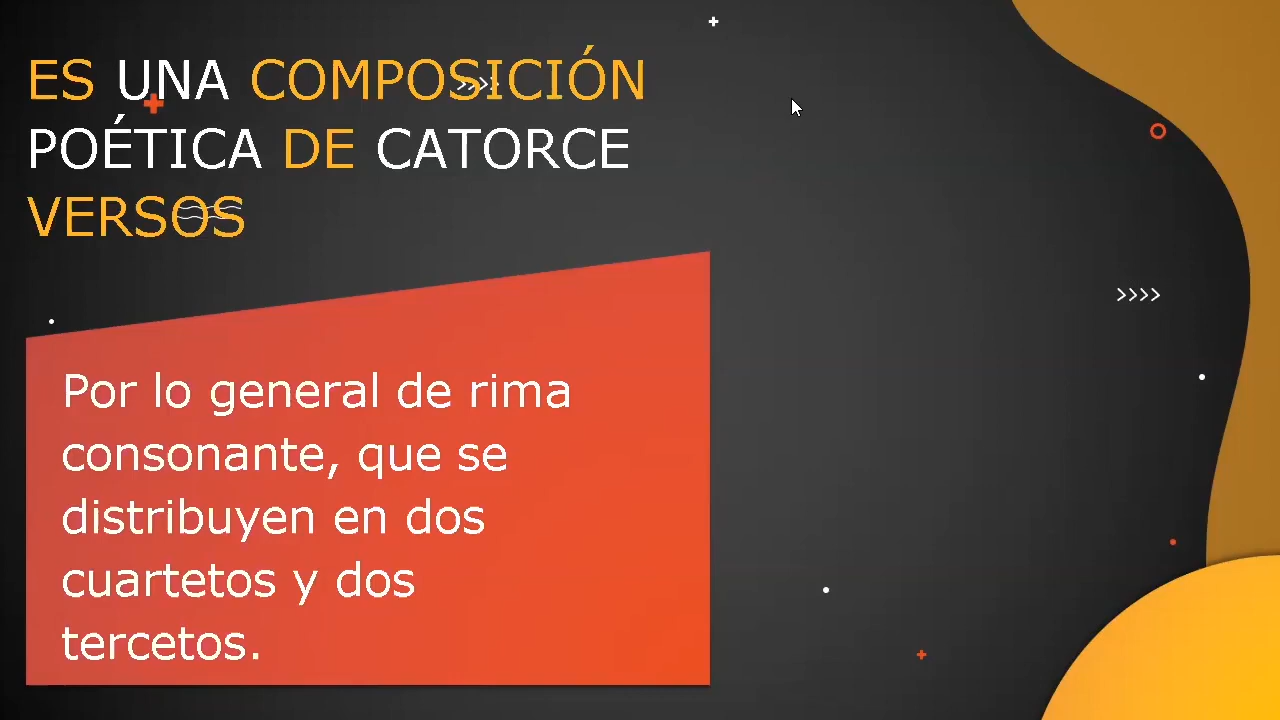 ES UNA COMPOSICIÓN
POÉTICA DE CATORCE
VERSOS
Por lo general de rima
consonante, que se
distribuyen en dos
cuartetos y dos
tercetos.